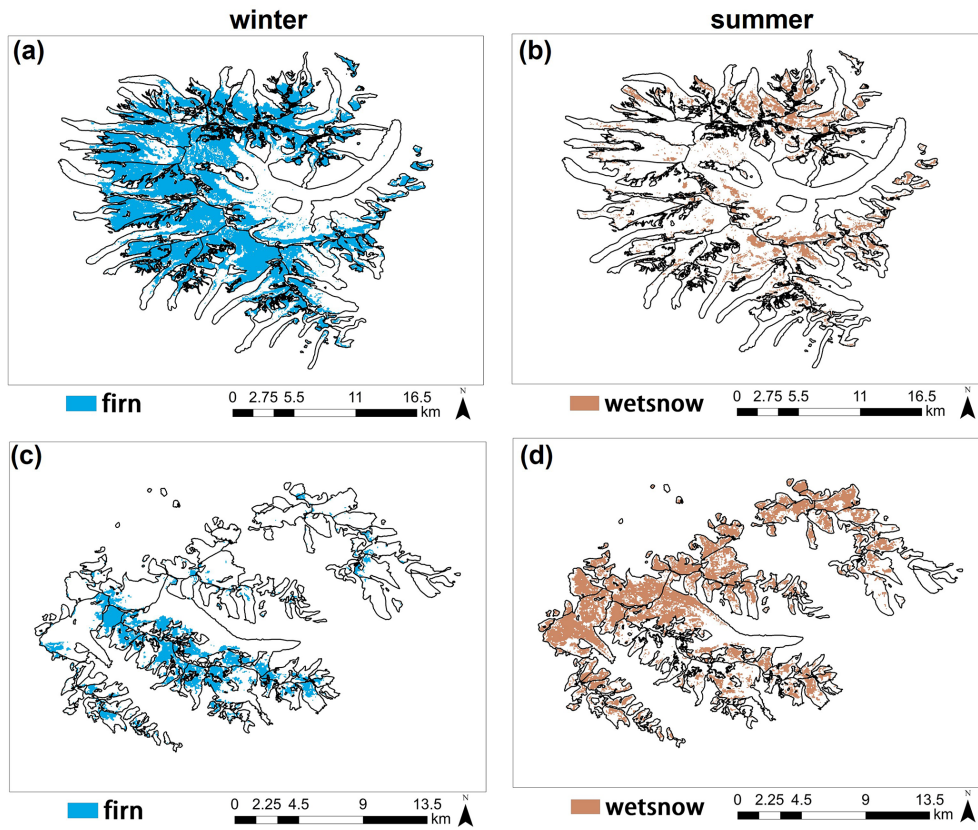 winter summer
(a) (b)
N N
0 2.75 5.5 11 16.5 0 2.75 5.5 11 16.5
firn km wetsnow km
(c) (d)
N N
0 2.25 4.5 9 13.5 0 2.25 4.5 9 13.5
firn km wetsnow km